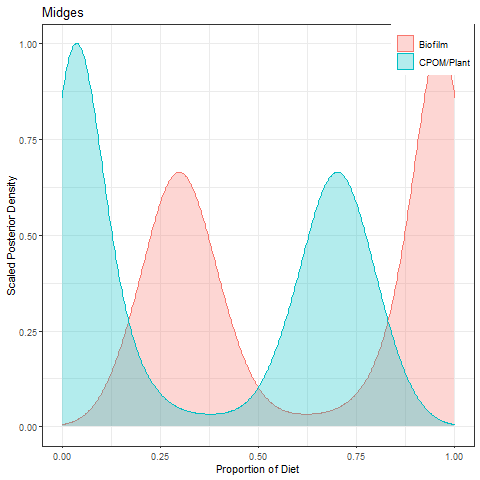 Midges
Biofilm
CPOM/Plant
1.00
0.75
0.50
0.25
0.00
Scaled Posterior Density
0.00 0.25 0.50 0.75 1.00
Proportion of Diet